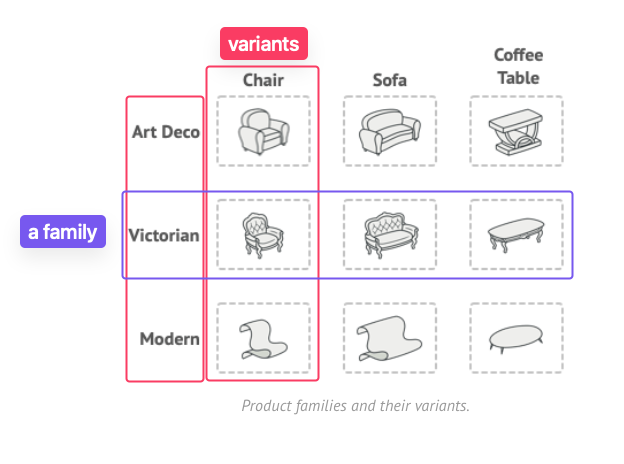 variants
Chair
Sofa
Coffee
Table
Art Deco
a family
Victorian
Modern
Product families and their variants.